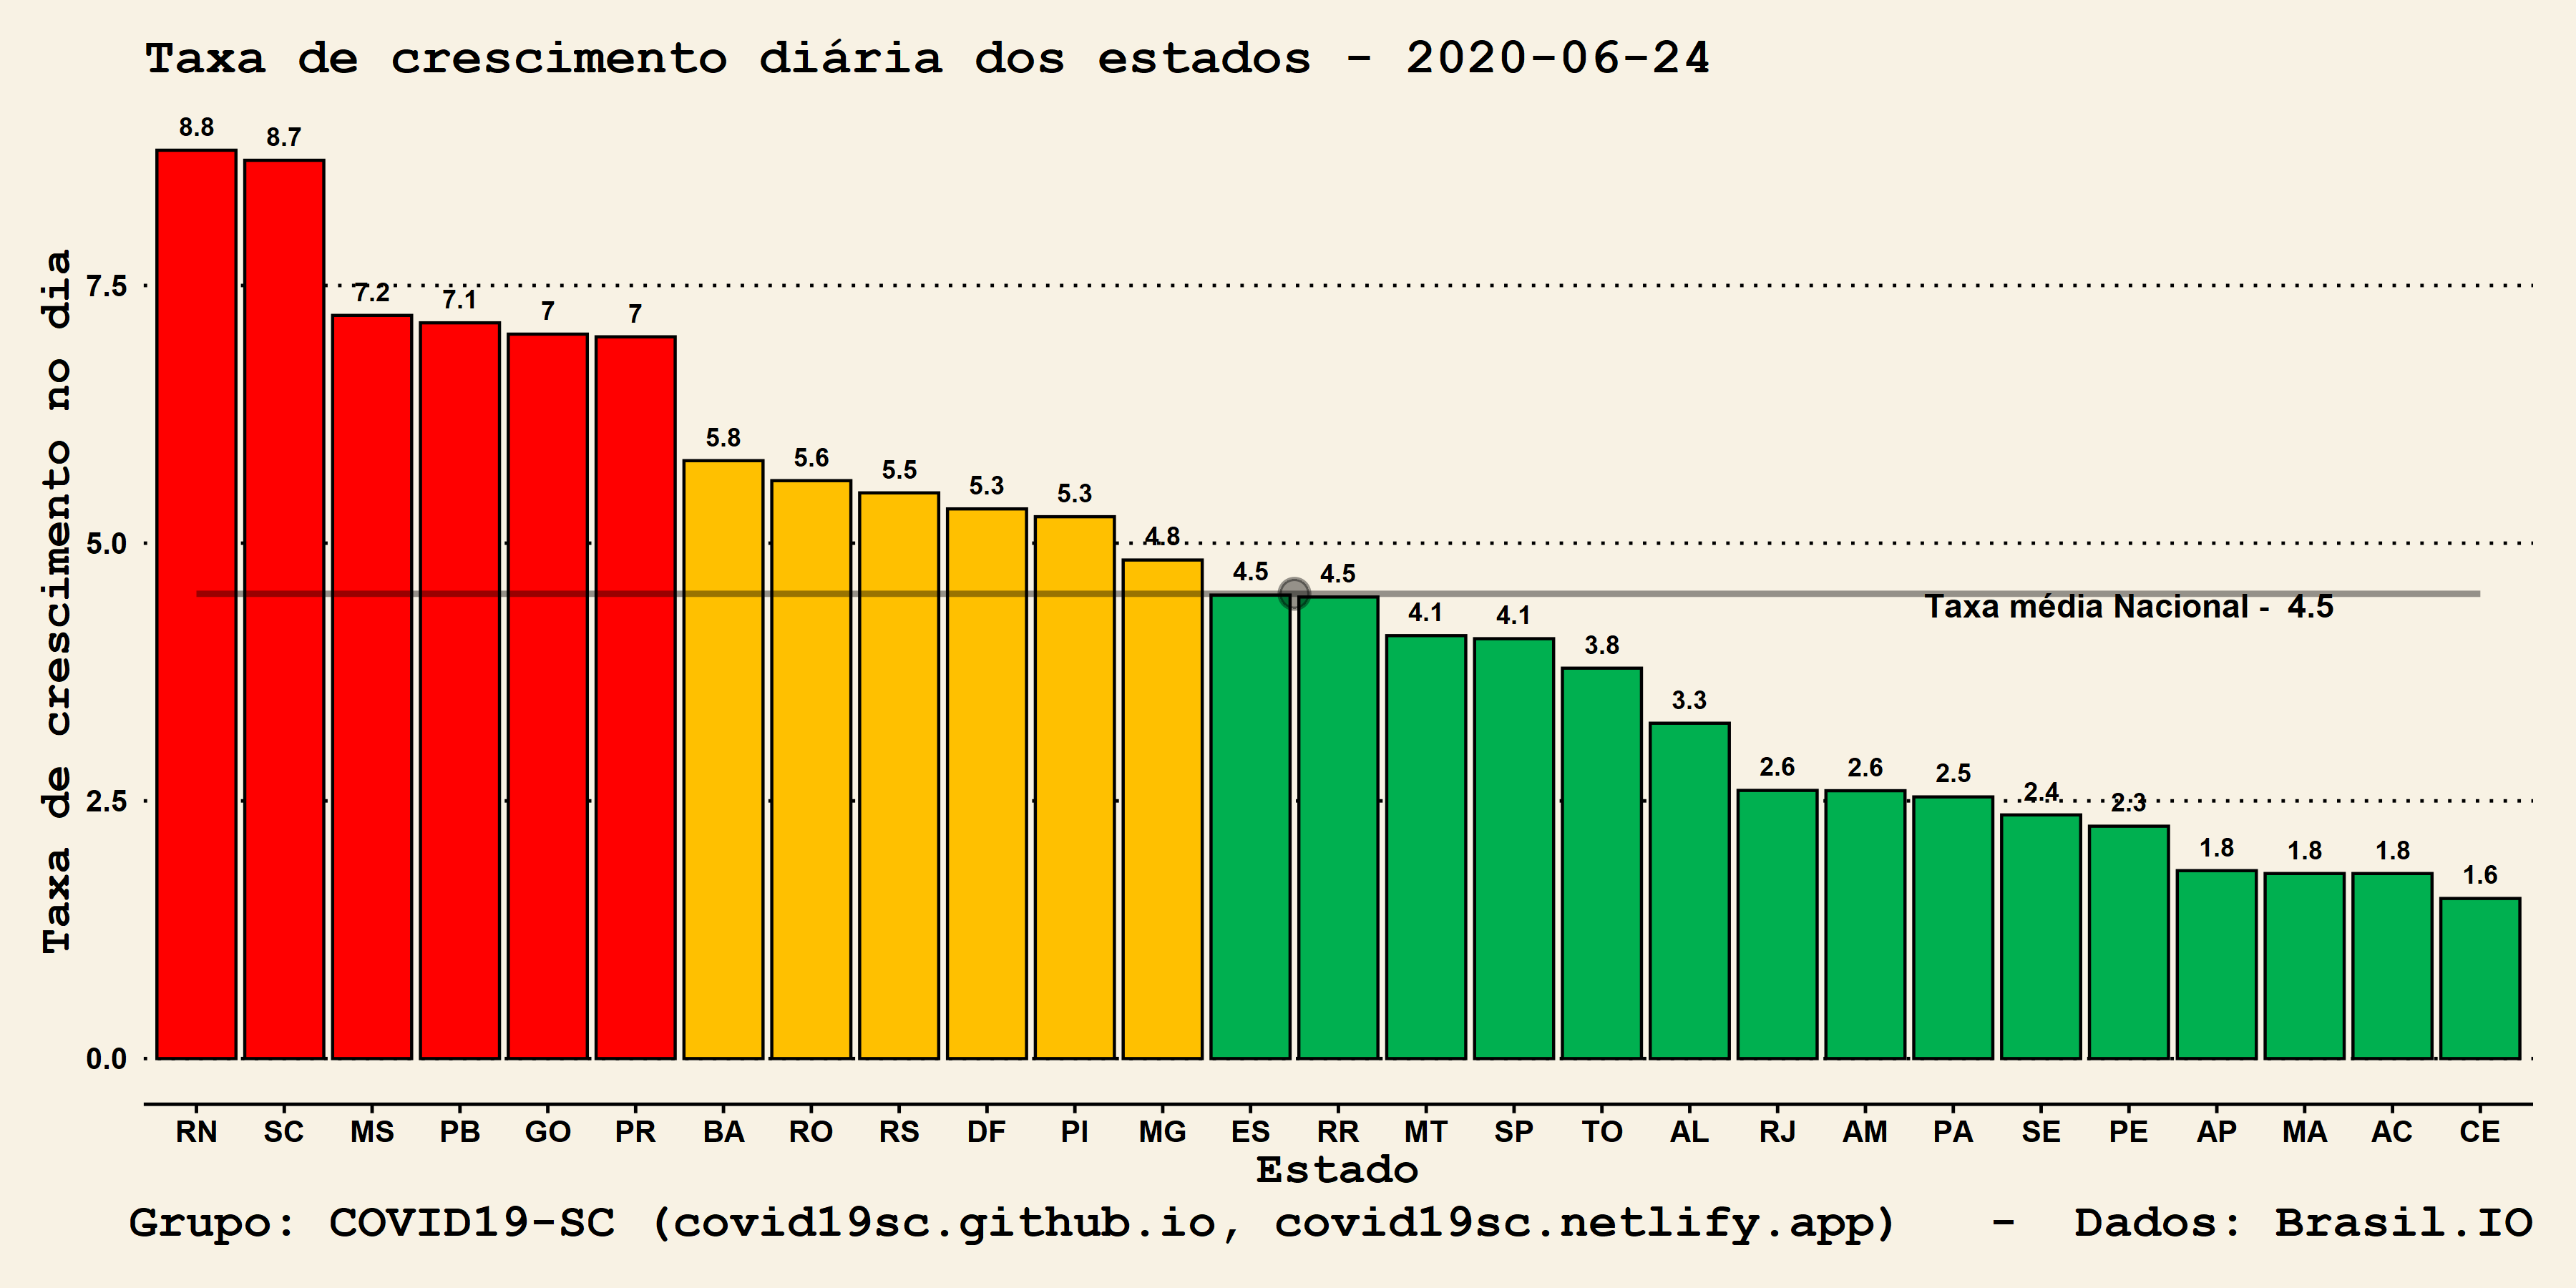 Taxa de crescimento diária dos estados - 2020-06-24
Taxa de crescimento no dia
7.5
5.0
2.5
0.0
8.8 8.7 7.2 7.1 7 7 5.8 5.6 5.5 5.3 5.3 4.8 4.5 4.5 4.1 4.1 3.8 3.3 2.6 2.6 2.5 2.4 2.3 1.8 1.8 1.8 1.6
Taxa média Nacional - 4.5
RN SC MS PB GO PR BA RO RS DF PI MG ES RR MT SP TO AL RJ AM PA SE PE AP MA AC CE
Estado
Grupo: COVID19-SC (covid19sc.github.io, covid19sc.netlify.app) - Dados: Brasil.IO